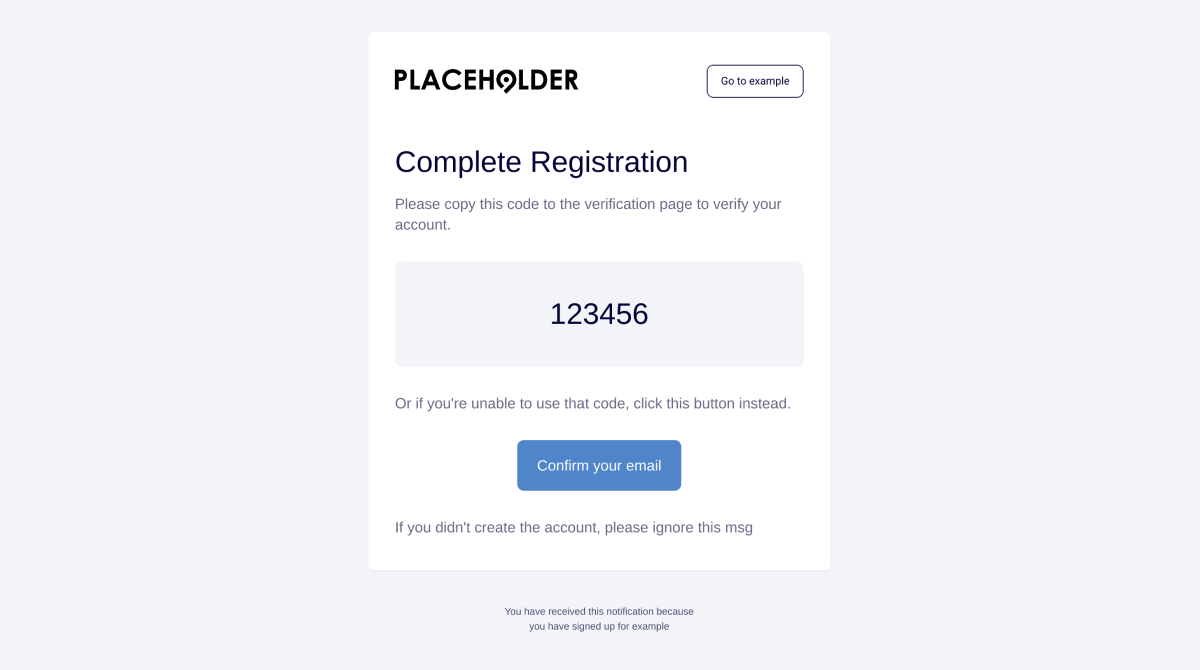 PLACEHOLDER
Go to example
Complete Registration
Please copy this code to the verification page to verify your
account.
123456
Or if you're unable to use that code, click this button instead.
Confirm your email
If you didn't create the account, please ignore this msg
You have received this notification because
you have signed up for example